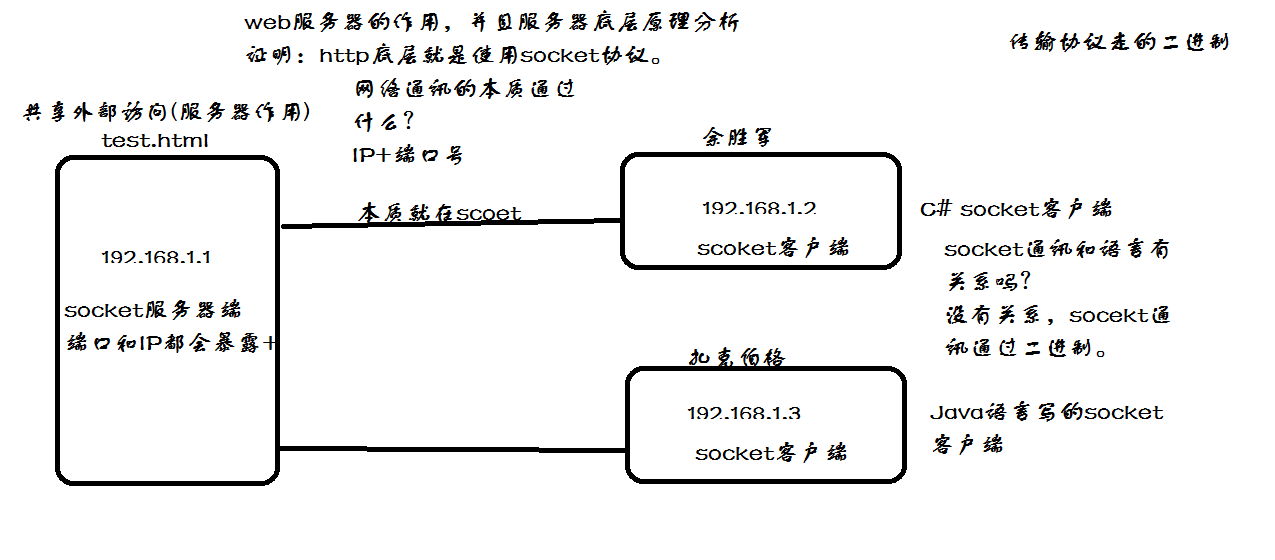 web服务器的作用，并且服务器底层原理分析
证明：http底层就是使用socket协议。
传输协议走的二进制
网络通讯的本质通过
什么？
IP+端口号
共享外部访问(服务器作用)
test.html
192.168.1.1
socket服务器端
端口和IP都会暴露+
本质就在scoet
余胜军
192.168.1.2
scoket客户端
C# socket客户端
socket通讯和语言有
关系吗？
没有关系，socekt通
讯通过二进制。
扎克伯格
192.168.1.3
socket客户端
Java语言写的socket
客户端